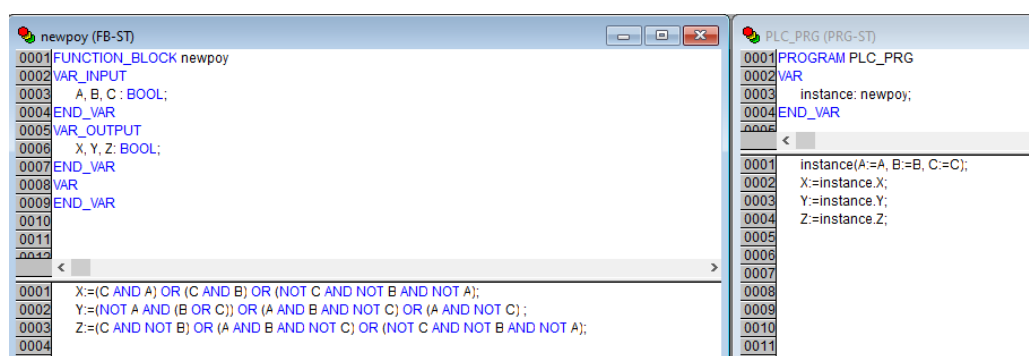 newpoy (FB-ST)
0001 FUNCTION_BLOCK newpoy
0002 VAR_INPUT
0003 A, B, C : BOOL;
0004 END_VAR
0005 VAR_OUTPUT
0006 X, Y, Z: BOOL;
0007 END_VAR
0008 VAR
0009 END_VAR
0010
0011
0012
0001 X:=(C AND A) OR (C AND B) OR (NOT C AND NOT B AND NOT A);
0002 Y:=(NOT A AND (B OR C)) OR (A AND B AND NOT C) OR (A AND NOT C) ;
0003 Z:=(C AND NOT B) OR (A AND B AND NOT C) OR (NOT C AND NOT B AND NOT A);
0004
PLC_PRG (PRG-ST)
0001 PROGRAM PLC_PRG
0002 VAR
0003 instance: newpoy;
0004 END_VAR
0005
0001 instance(A:=A, B:=B, C:=C);
0002 X:=instance.X;
0003 Y:=instance.Y;
0004 Z:=instance.Z;
0005
0006
0007
0008
0009
0010
0011